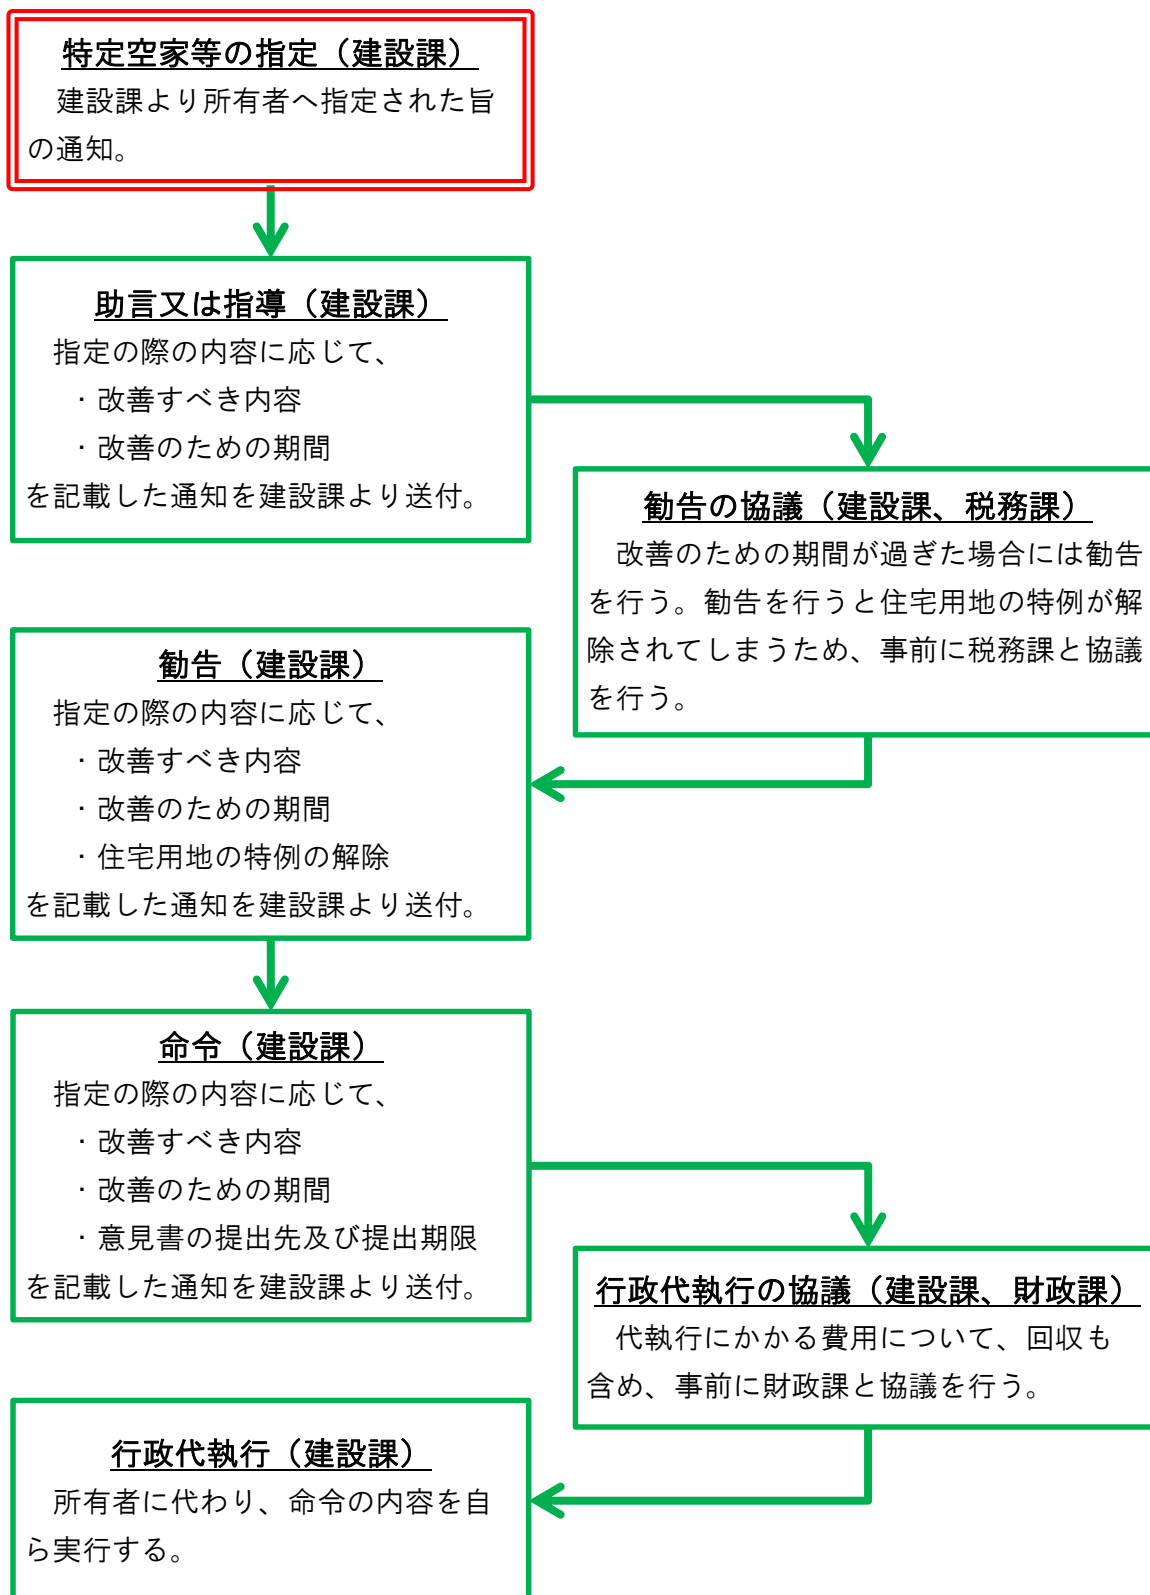 特定空家等の指定（建設課）
建設課より所有者へ指定された旨
の通知。
助言又は指導（建設課）
指定の際の内容に応じて、
・改善すべき内容
・改善のための期間
を記載した通知を建設課より送付。
勧告の協議（建設課、税務課）
改善のための期間が過ぎた場合には勧告
を行う。勧告を行うと住宅用地の特例が解
除されてしまうため、事前に税務課と協議
を行う。
勧告（建設課）
指定の際の内容に応じて、
・改善すべき内容
・改善のための期間
・住宅用地の特例の解除
を記載した通知を建設課より送付。
命令（建設課）
指定の際の内容に応じて、
・改善すべき内容
・改善のための期間
・意見書の提出先及び提出期限
を記載した通知を建設課より送付。
行政代執行の協議（建設課、財政課）
代執行にかかる費用について、回収も
含め、事前に財政課と協議を行う。
行政代執行（建設課）
所有者に代わり、命令の内容を自
ら実行する。